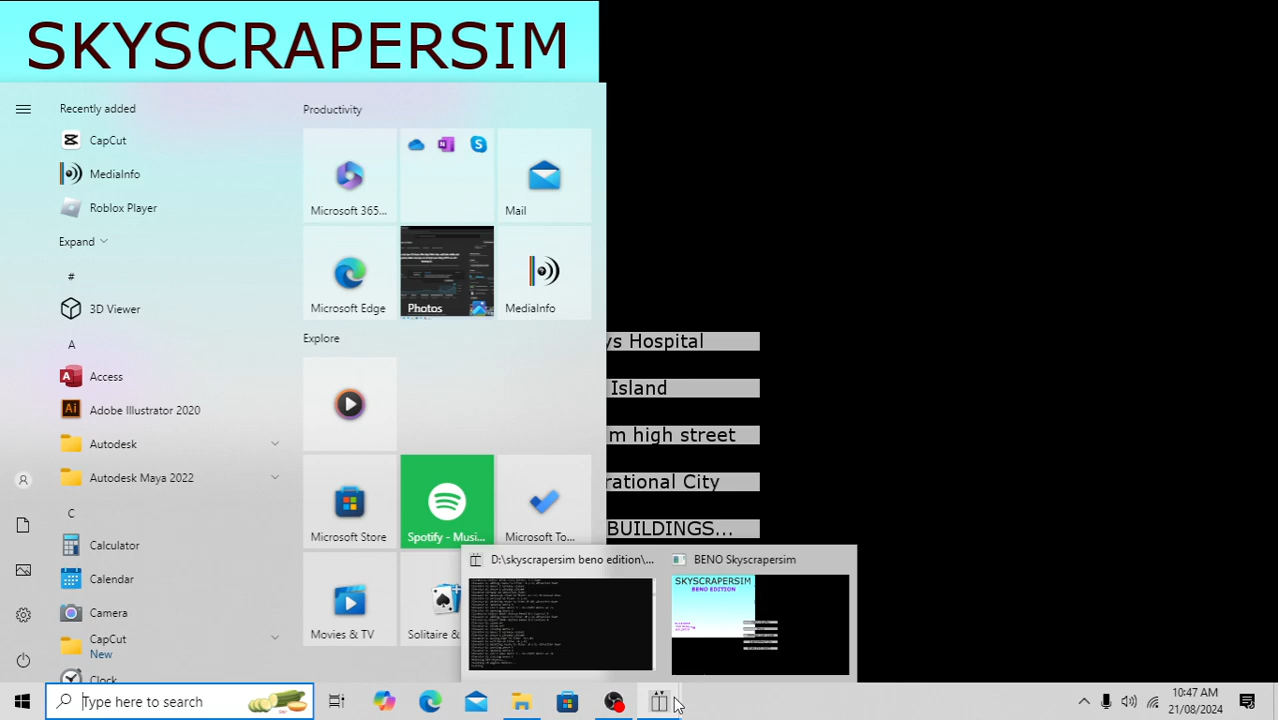 SKYSCRAPERSIM
Recently added
CapCut
MediaInfo
Roblox Player
Expand
#
3D Viewer
A
Access
Adobe Illustrator 2020
Autodesk
Autodesk Maya 2022
C
Calculator
Calendar
CapCut
Clock
Productivity
Microsoft 365...
Mail
Microsoft Edge
Photos
MediaInfo
Explore
Microsoft Store
Spotify - Musi...
Microsoft To...
& TV
Solitaire &
ys Hospital
Island
m high street
rational City
BUILDINGS...
D:\skyscrapersim beno edition\...
BENO Skyscrapersim
SKYSCRAPERSIM
BENO EDITION
Type here to search
10:47 AM
21/08/2024